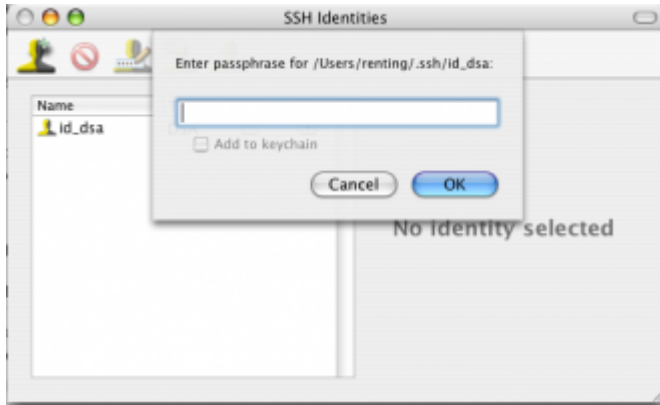 SSH Identities
Enter passphrase for /Users/renting/.ssh/id_dsa:
Name
id_dsa
Add to keychain
Cancel
OK
No identity selected